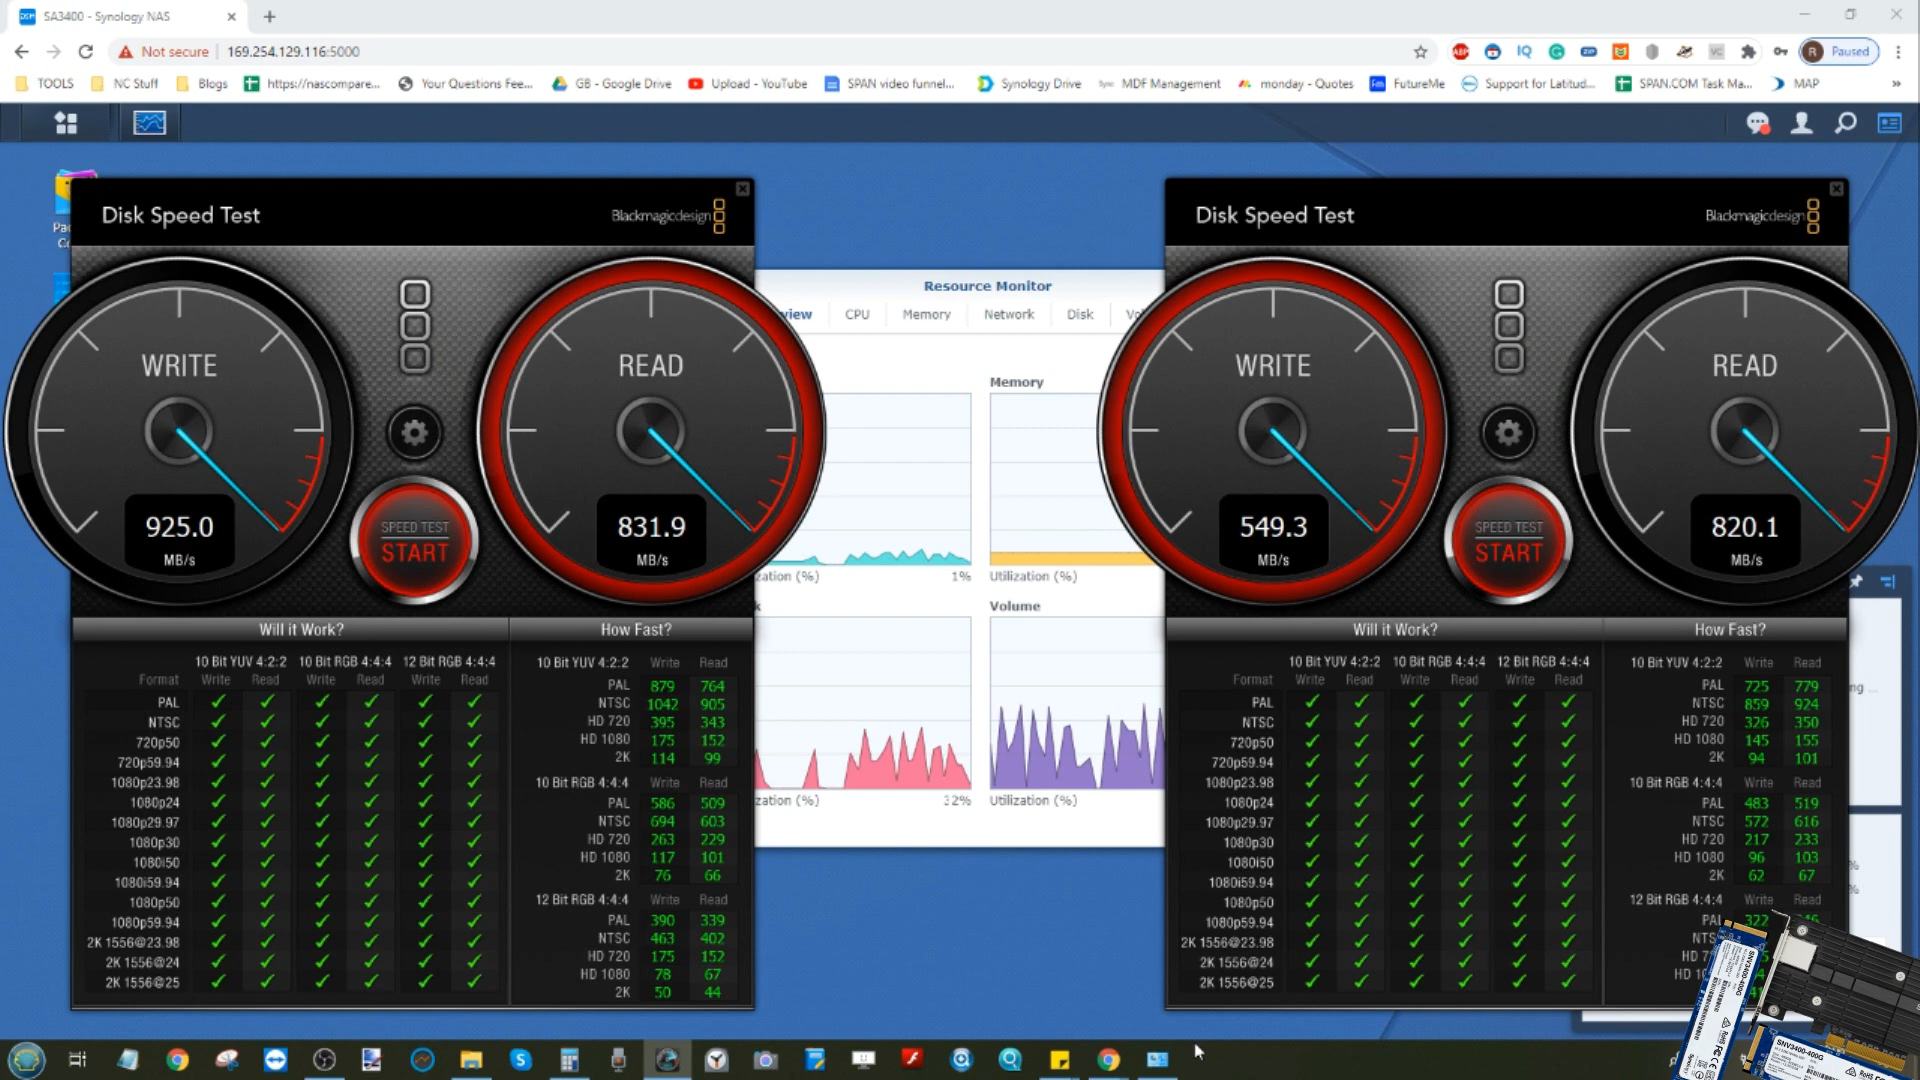 SA3400 - Synology NAS
Not secure
169.254.129.116:5000
Paused
TOOLS
NC Stuff
Blogs
https://nascompare...
Your Questions Fee...
GB - Google Drive
Upload - YouTube
SPAN video funnel...
Synology Drive
MDF Management
monday - Quotes
FutureMe
Support for Latitud...
SPAN.COM Task Ma...
MAP
Disk Speed Test
Blackmagicdesign
WRITE
925.0
MB/s
READ
831.9
MB/s
SPEED TEST
START
Will it Work?
How Fast?
10 Bit YUV 4:2:2 10 Bit RGB 4:4:4 12 Bit RGB 4:4:4
Format Write Read Write Read Write Read
PAL
NTSC
720p50
720p59.94
1080p23.98
1080p24
1080p29.97
1080p30
1080i50
1080i59.94
1080p50
1080p59.94
2K 1556@23.98
2K 1556@24
2K 1556@25
10 Bit YUV 4:2:2 Write Read
PAL 879 764
NTSC 1042 905
HD 720 395 343
HD 1080 175 152
2K 114 99
10 Bit RGB 4:4:4 Write Read
PAL 586 509
NTSC 694 603
HD 720 263 229
HD 1080 117 101
2K 76 66
12 Bit RGB 4:4:4 Write Read
PAL 390 339
NTSC 463 402
HD 720 175 152
HD 1080 78 67
2K 50 44
Resource Monitor
view
CPU
Memory
Network
Disk
Memory
zation (%) 1%
Utilization (%)
Volume
zation (%) 32%
Utilization (%)
Disk Speed Test
Blackmagicdesign
WRITE
549.3
MB/s
READ
820.1
MB/s
SPEED TEST
START
Will it Work?
How Fast?
10 Bit YUV 4:2:2 10 Bit RGB 4:4:4 12 Bit RGB 4:4:4
Format Write Read Write Read Write Read
PAL
NTSC
720p50
720p59.94
1080p23.98
1080p24
1080p29.97
1080p30
1080i50
1080i59.94
1080p50
1080p59.94
2K 1556@23.98
2K 1556@24
2K 1556@25
10 Bit YUV 4:2:2 Write Read
PAL 725 779
NTSC 859 924
HD 720 326 350
HD 1080 145 155
2K 94 101
10 Bit RGB 4:4:4 Write Read
PAL 483 519
NTSC 572 616
HD 720 217 233
HD 1080 96 103
2K 62 67
12 Bit RGB 4:4:4 Write Read
PAL 322
SNV3400-400G
SNV3400-400G